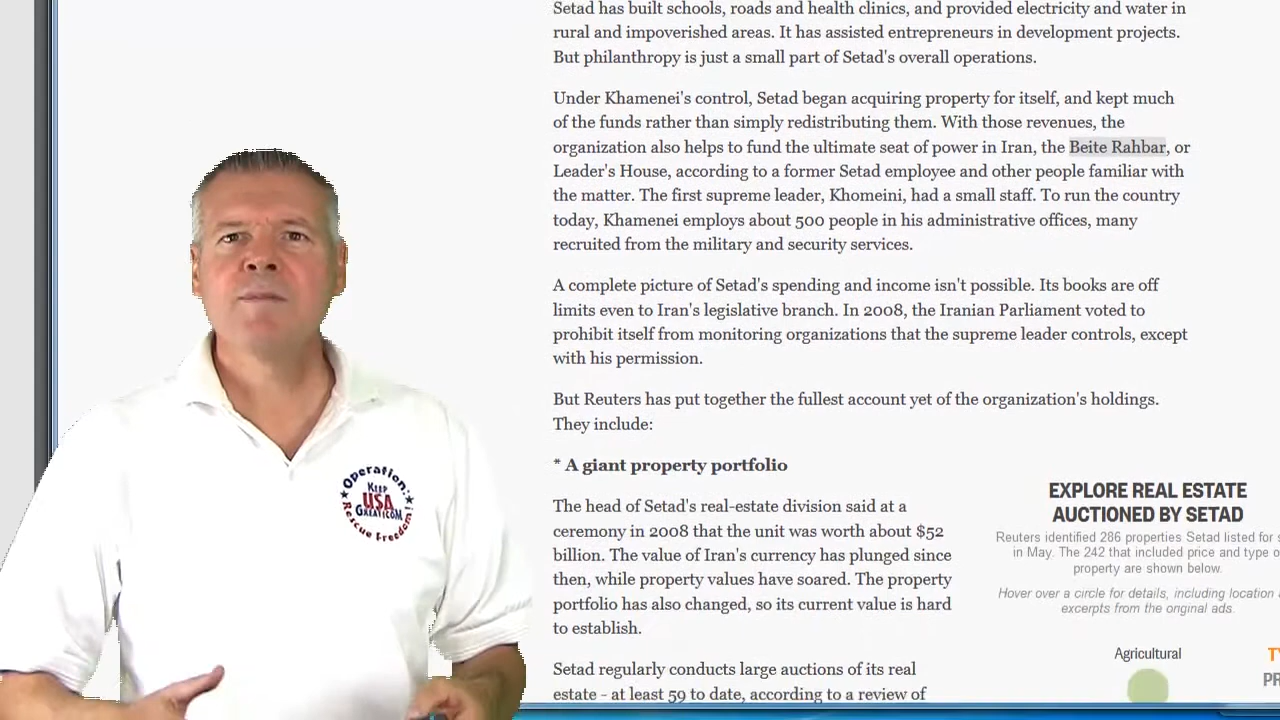 Setad has built schools, roads and health clinics, and provided electricity and water in
rural and impoverished areas. It has assisted entrepreneurs in development projects.
But philanthropy is just a small part of Setad's overall operations.
Under Khamenei's control, Setad began acquiring property for itself, and kept much
of the funds rather than simply redistributing them. With those revenues, the
organization also helps to fund the ultimate seat of power in Iran, the Beite Rahbar, or
Leader's House, according to a former Setad employee and other people familiar with
the matter. The first supreme leader, Khomeini, had a small staff. To run the country
today, Khamenei employs about 500 people in his administrative offices, many
recruited from the military and security services.
A complete picture of Setad's spending and income isn't possible. Its books are off
limits even to Iran's legislative branch. In 2008, the Iranian Parliament voted to
prohibit itself from monitoring organizations that the supreme leader controls, except
with his permission.
But Reuters has put together the fullest account yet of the organization's holdings.
They include:
* A giant property portfolio
The head of Setad's real-estate division said at a
ceremony in 2008 that the unit was worth about $52
billion. The value of Iran's currency has plunged since
then, while property values have soared. The property
portfolio has also changed, so its current value is hard
to establish.
Setad regularly conducts large auctions of its real
estate - at least 59 to date, according to a review of
EXPLORE REAL ESTATE
AUCTIONED BY SETAD
Reuters identified 286 properties Setad listed for s
in May. The 242 that included price and type o
property are shown below.
Hover over a circle for details, including location a
excerpts from the original ads.
Agricultural
TY
PR
Operation:
KEEP
USA
GREAT.COM
Rescue Freedom!